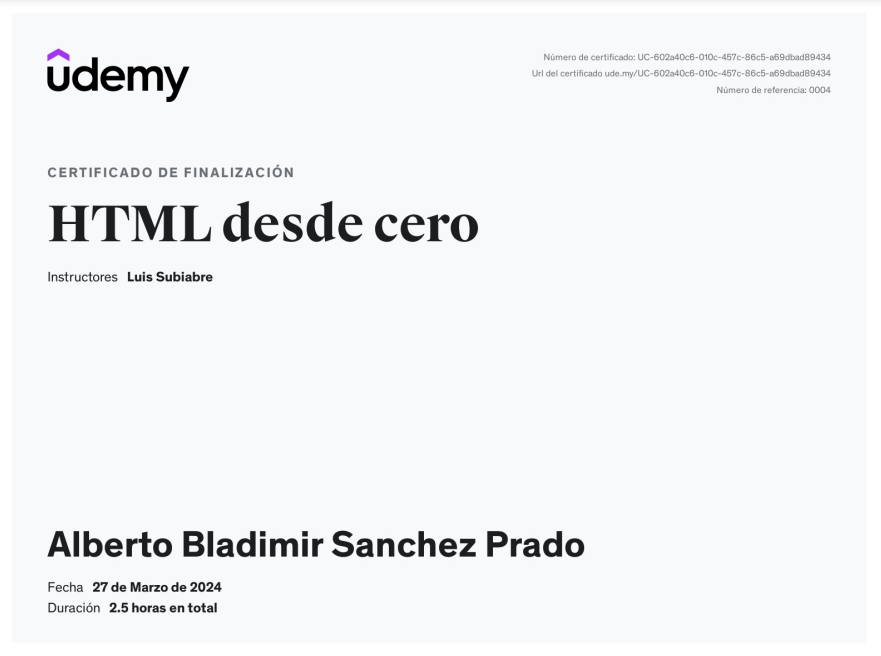 udemy
Número de certificado: UC-602a40c6-010c-457c-86c5-a69dbad89434
Url del certificado ude.my/UC-602a40c6-010c-457c-86c5-a69dbad89434
Número de referencia: 0004
CERTIFICADO DE FINALIZACIÓN
HTML desde cero
Instructores Luis Subiabre
Alberto Bladimir Sanchez Prado
Fecha 27 de Marzo de 2024
Duración 2.5 horas en total